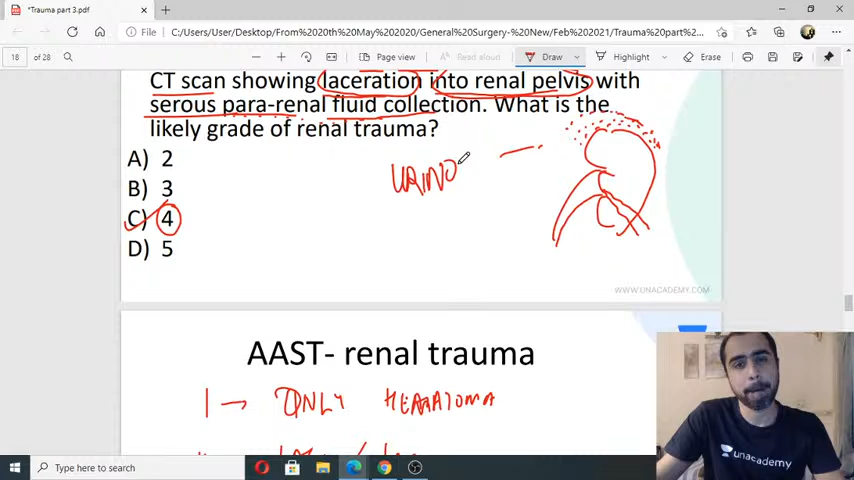 Trauma part 3.pdf
File C:/Users/user/Desktop/From%2020th%20May%202020/General%20Surgery-%20New/Feb%202021/Trauma%20part%...
18 of 28 Page view Read aloud Draw Highlight Erase
CT scan showing laceration into renal pelvis with
serous para-renal fluid collection. What is the
likely grade of renal trauma?
A) 2
B) 3
C) 4
D) 5
URINO
WWW.UNACADEMY.COM
AAST- renal trauma
1 → ONLY HEMATOMA
unacademy
Type here to search